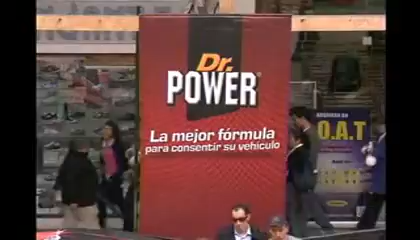 Dr.
POWER
La mejor fórmula
para consentir su vehículo
O.A.T